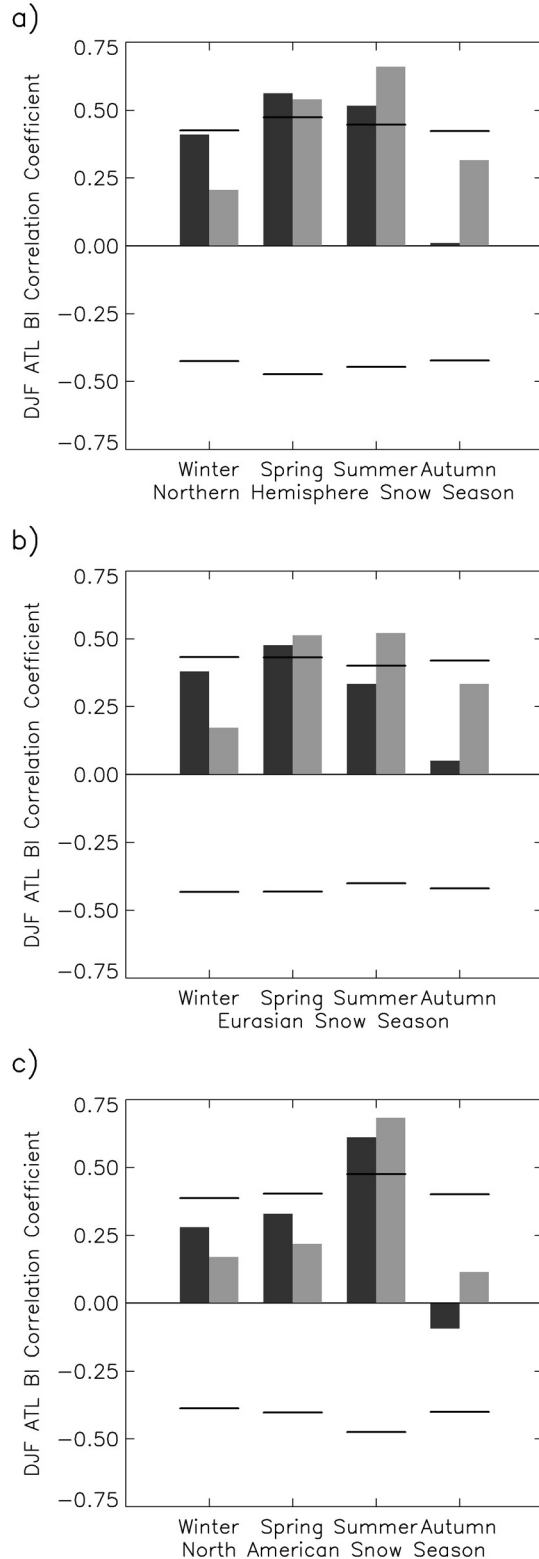 a)
DJF ATL BI Correlation Coefficient
0.75
0.50
0.25
0.00
−0.25
−0.50
−0.75
Winter Spring Summer Autumn
Northern Hemisphere Snow Season
b)
DJF ATL BI Correlation Coefficient
0.75
0.50
0.25
0.00
−0.25
−0.50
−0.75
Winter Spring Summer Autumn
Eurasian Snow Season
c)
DJF ATL BI Correlation Coefficient
0.75
0.50
0.25
0.00
−0.25
−0.50
−0.75
Winter Spring Summer Autumn
North American Snow Season